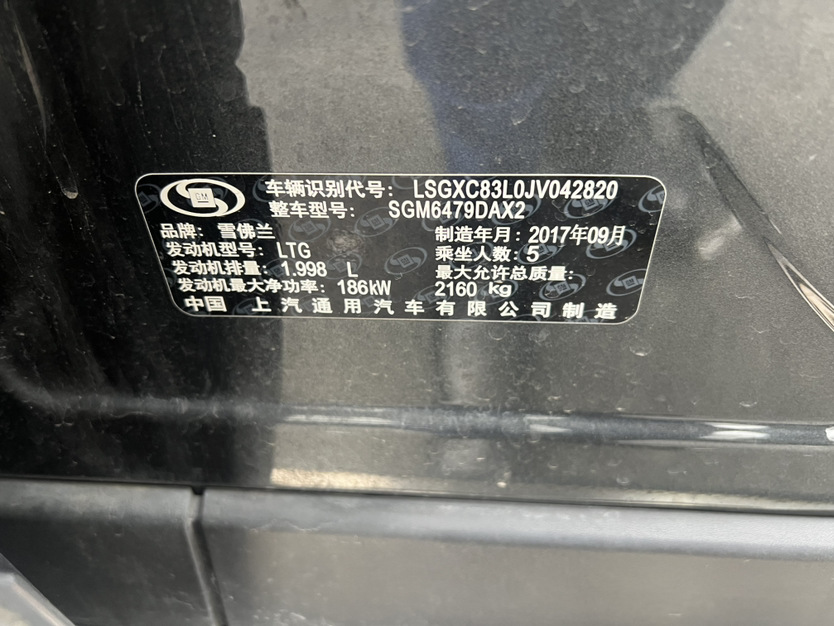 GM
车辆识别代号: LSGXC83L0JV042820
整车型号: SGM6479DAX2
品牌: 雪佛兰 制造年月: 2017年09月
发动机型号: LTG 乘坐人数: 5
发动机排量: 1.998 L 最大允许总质量:
发动机最大净功率: 186kW 2160 kg
中国 上汽通用汽车有限公司制造